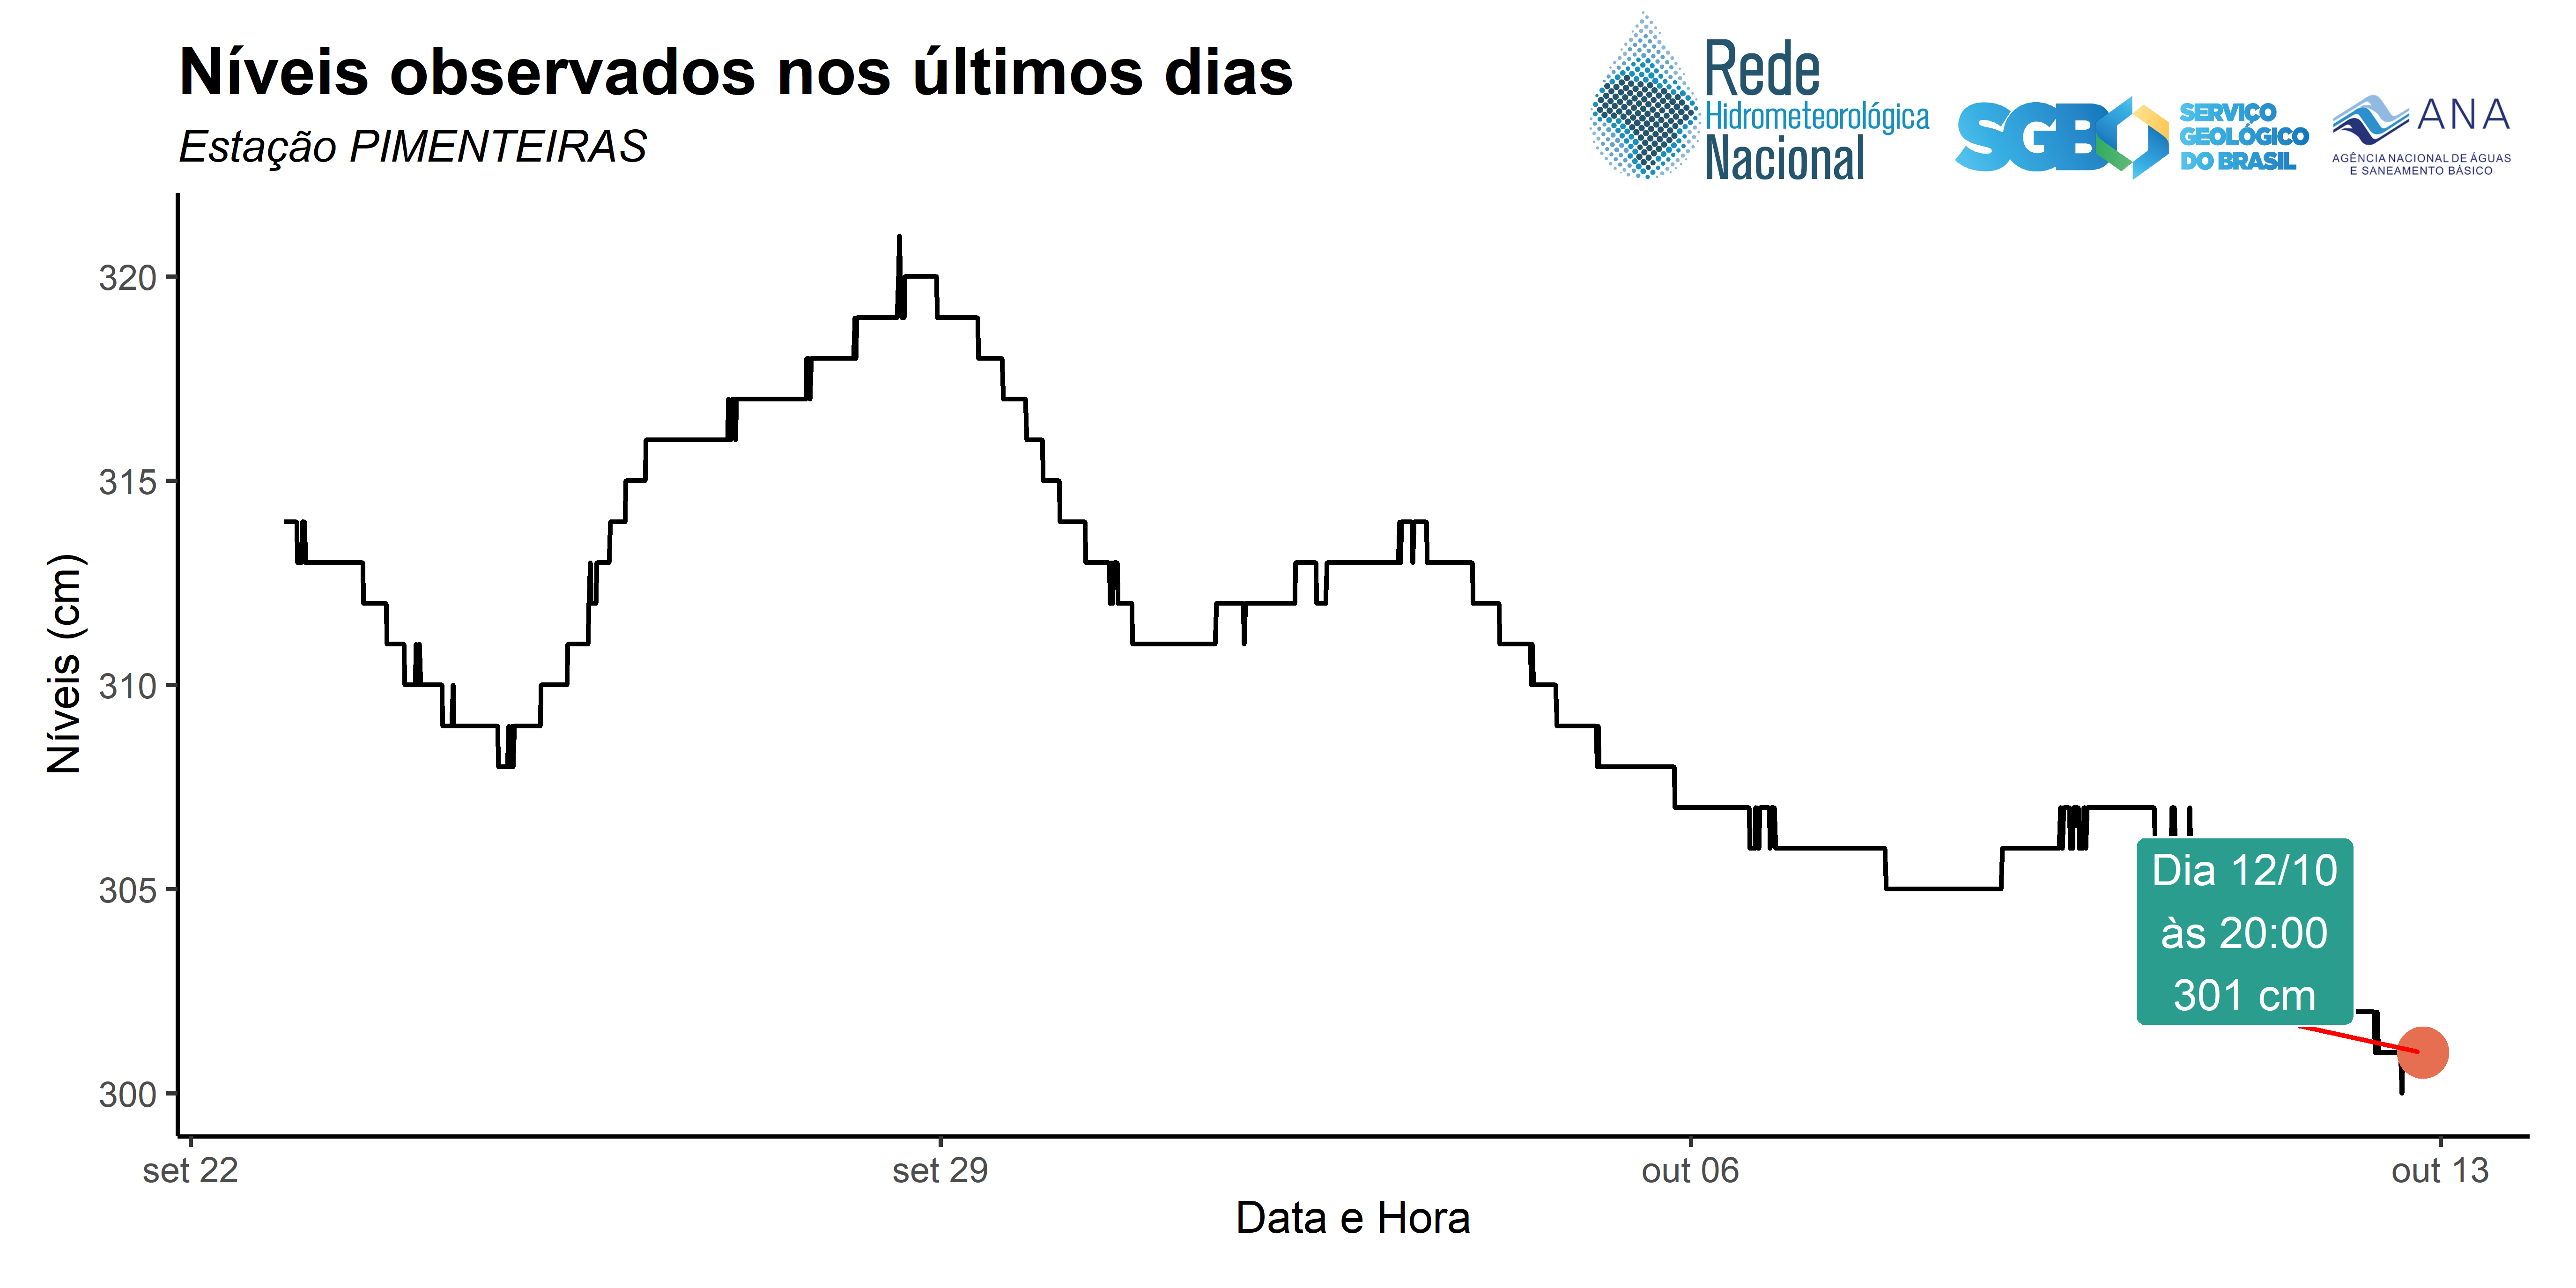 Níveis observados nos últimos dias
Estação PIMENTEIRAS
Rede
Hidrometeorológica
Nacional
SGB
SERVIÇO
GEOLÓGICO
DO BRASIL
ANA
AGÊNCIA NACIONAL DE ÁGUAS
E SANEAMENTO BÁSICO
Níveis (cm)
320
315
310
305
300
Dia 12/10
às 20:00
301 cm
set 22
set 29
out 06
out 13
Data e Hora